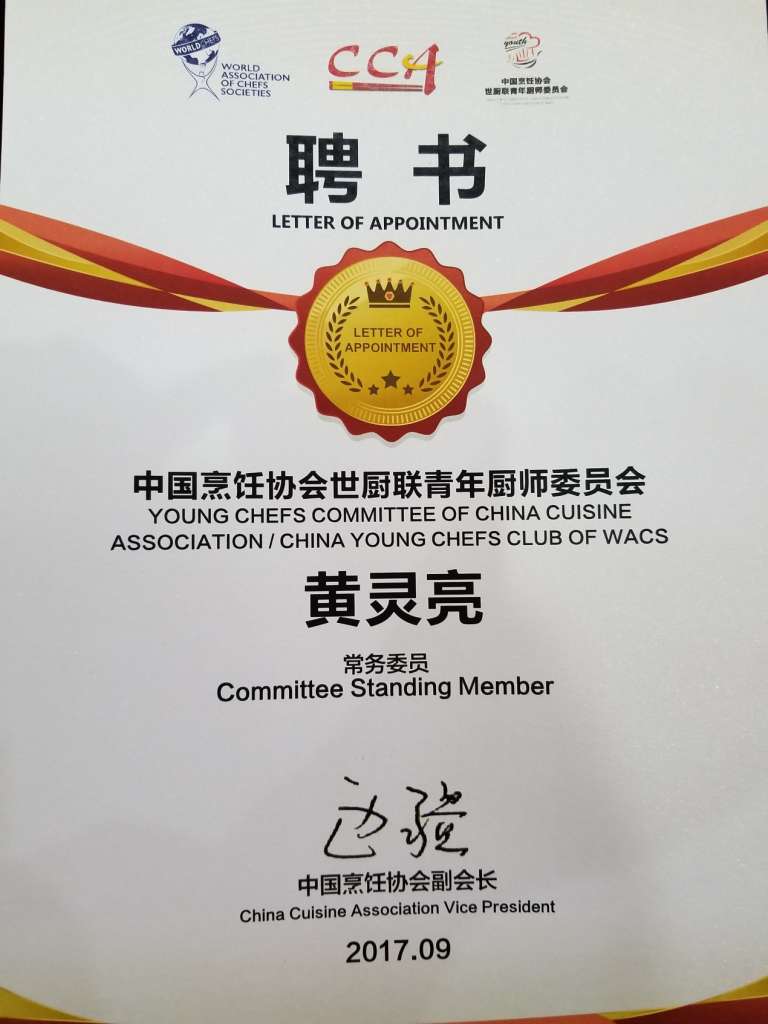 WORLDCHEFS
WORLD
ASSOCIATION
OF CHEFS
SOCIETIES
CCA
youth
中国烹饪协会
世厨联青年厨师委员会
聘 书
LETTER OF APPOINTMENT
LETTER OF
APPOINTMENT
中国烹饪协会世厨联青年厨师委员会
YOUNG CHEFS COMMITTEE OF CHINA CUISINE
ASSOCIATION / CHINA YOUNG CHEFS CLUB OF WACS
黄灵亮
常务委员
Committee Standing Member
中国烹饪协会副会长
China Cuisine Association Vice President
2017.09